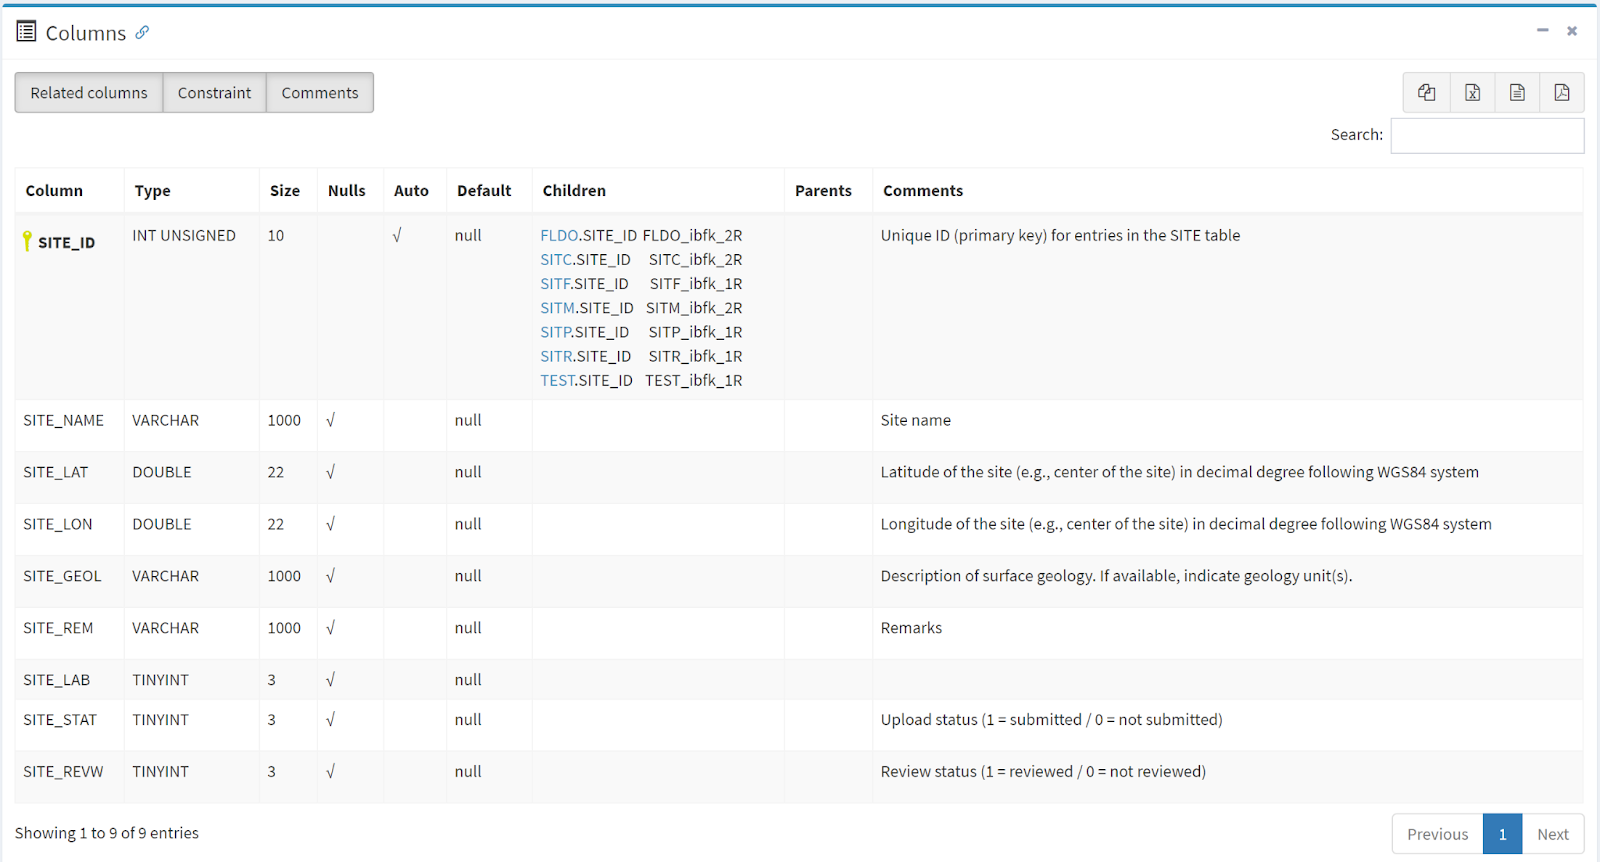 Columns
Related columns Constraint Comments
Search:
Column Type Size Nulls Auto Default Children Parents Comments
SITE_ID INT UNSIGNED 10 √ null FLDO.SITE_ID FLDO_ibfk_2R Unique ID (primary key) for entries in the SITE table
SITC.SITE_ID SITC_ibfk_2R
SITF.SITE_ID SITF_ibfk_1R
SITM.SITE_ID SITM_ibfk_2R
SITP.SITE_ID SITP_ibfk_1R
SITR.SITE_ID SITR_ibfk_1R
TEST.SITE_ID TEST_ibfk_1R
SITE_NAME VARCHAR 1000 √ null Site name
SITE_LAT DOUBLE 22 √ null Latitude of the site (e.g., center of the site) in decimal degree following WGS84 system
SITE_LON DOUBLE 22 √ null Longitude of the site (e.g., center of the site) in decimal degree following WGS84 system
SITE_GEOL VARCHAR 1000 √ null Description of surface geology. If available, indicate geology unit(s).
SITE_REM VARCHAR 1000 √ null Remarks
SITE_LAB TINYINT 3 √ null
SITE_STAT TINYINT 3 √ null Upload status (1 = submitted / 0 = not submitted)
SITE_REVW TINYINT 3 √ null Review status (1 = reviewed / 0 = not reviewed)
Showing 1 to 9 of 9 entries
Previous 1 Next